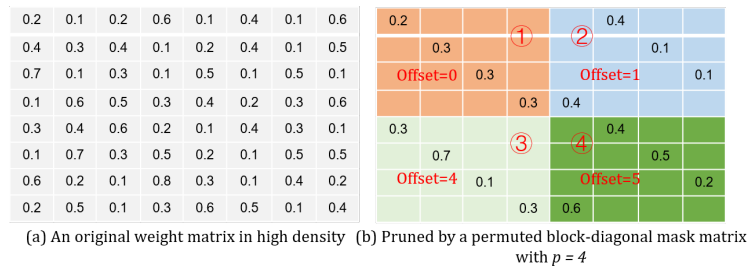 0.2 0.1 0.2 0.6 0.1 0.4 0.1 0.6
0.4 0.3 0.4 0.1 0.2 0.4 0.1 0.5
0.7 0.1 0.3 0.1 0.5 0.1 0.5 0.1
0.1 0.6 0.5 0.3 0.4 0.2 0.3 0.6
0.3 0.4 0.6 0.2 0.1 0.4 0.3 0.1
0.1 0.7 0.3 0.5 0.2 0.1 0.5 0.5
0.6 0.2 0.1 0.8 0.3 0.1 0.4 0.2
0.2 0.5 0.1 0.3 0.6 0.5 0.1 0.4
(a) An original weight matrix in high density
0.2 0.4
① ②
0.3 0.1
Offset=0 0.3 Offset=1 0.1
0.3 0.4
0.3 0.4
③ ④
0.7 0.5
Offset=4 0.1 Offset=5 0.2
0.3 0.6
(b) Pruned by a permuted block-diagonal mask matrix
with p = 4